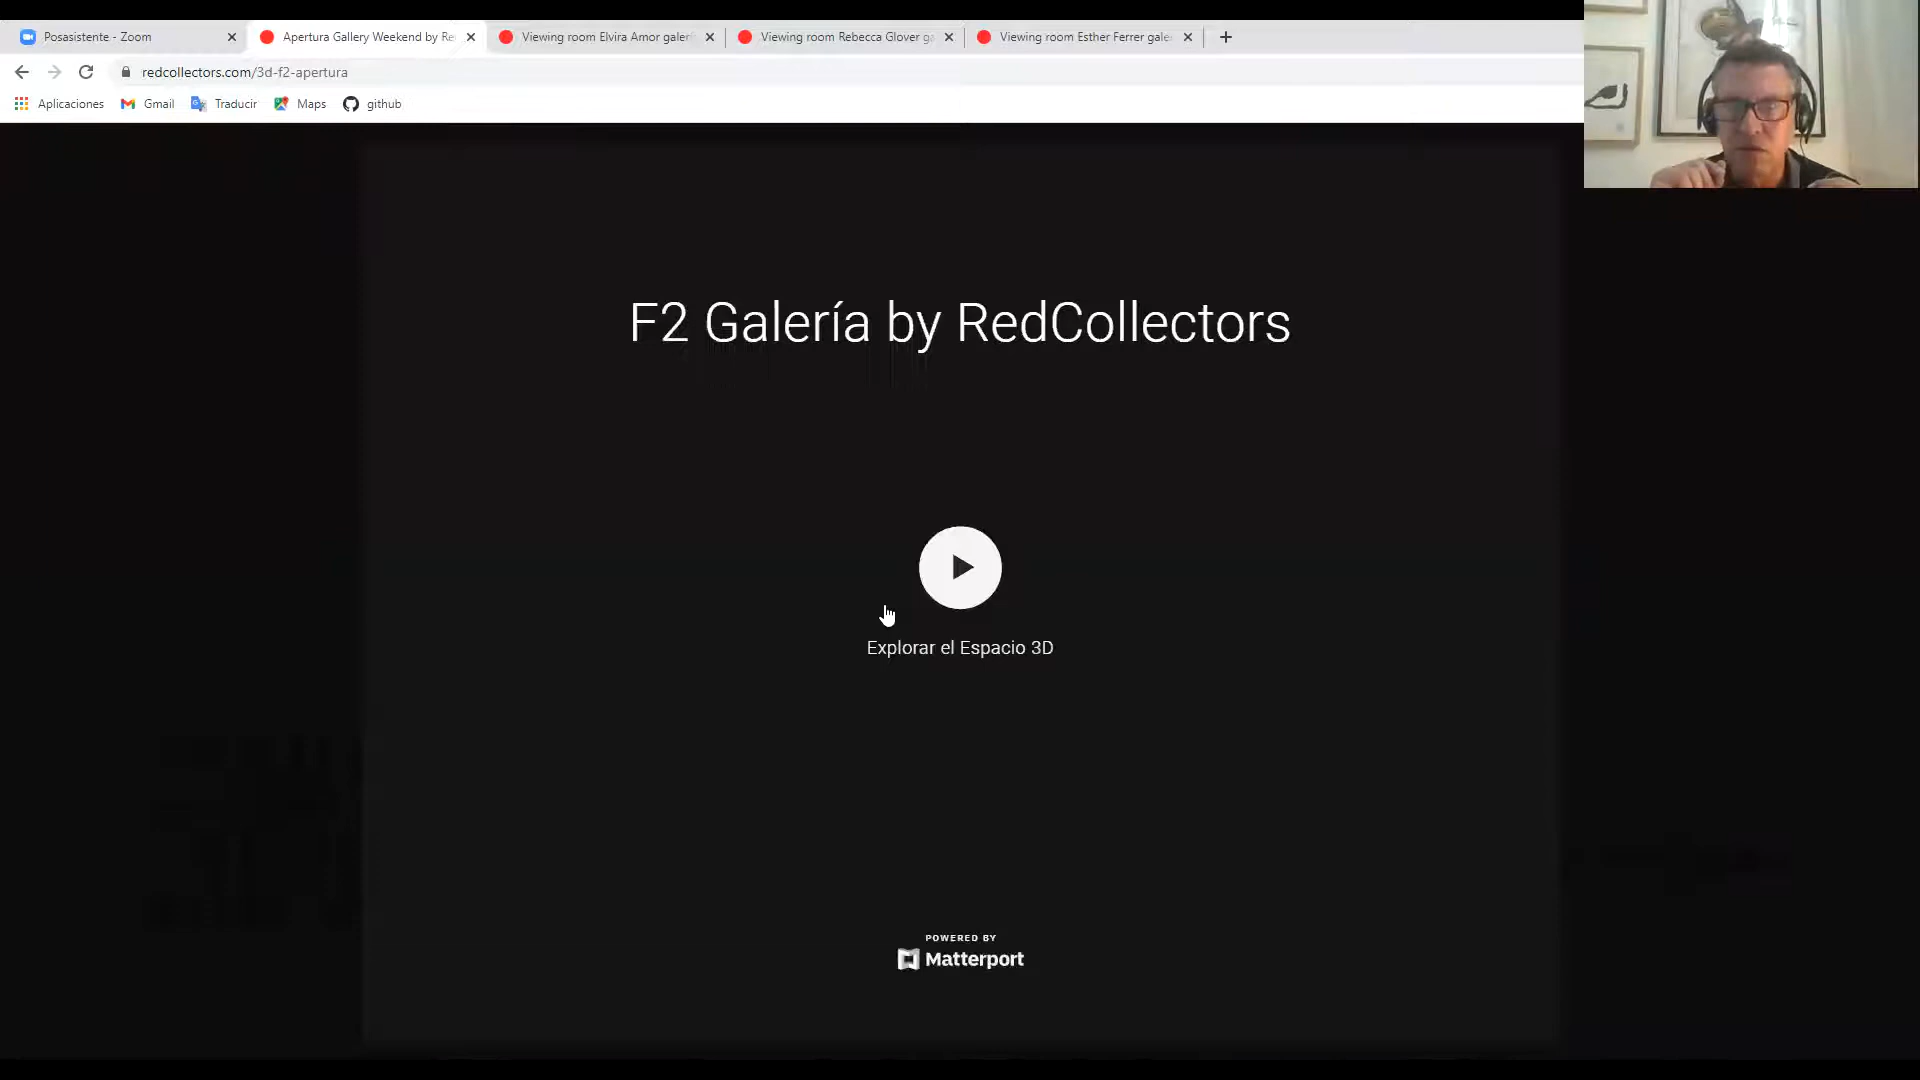 Posasistente - Zoom
Apertura Gallery Weekend by Re
Viewing room Elvira Amor galer
Viewing room Rebecca Glover ga
Viewing room Esther Ferrer gale
redcollectors.com/3d-f2-apertura
Aplicaciones
Gmail
Traducir
Maps
github
F2 Galería by RedCollectors
Explorar el Espacio 3D
POWERED BY
Matterport